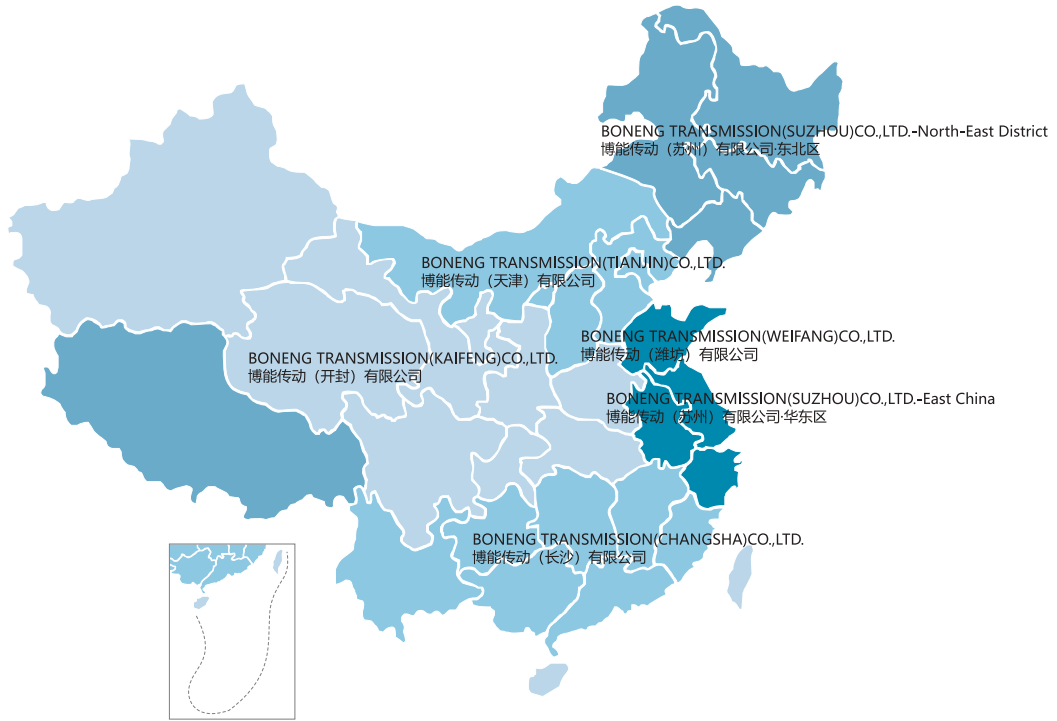 BONENG TRANSMISSION(SUZHOU)CO.,LTD.-North-East District
博能传动（苏州）有限公司·东北区
BONENG TRANSMISSION(TIANJIN)CO.,LTD.
博能传动（天津）有限公司
BONENG TRANSMISSION(WEIFANG)CO.,LTD.
博能传动（潍坊）有限公司
BONENG TRANSMISSION(KAIFENG)CO.,LTD.
博能传动（开封）有限公司
BONENG TRANSMISSION(SUZHOU)CO.,LTD.-East China
博能传动（苏州）有限公司·华东区
BONENG TRANSMISSION(CHANGSHA)CO.,LTD.
博能传动（长沙）有限公司